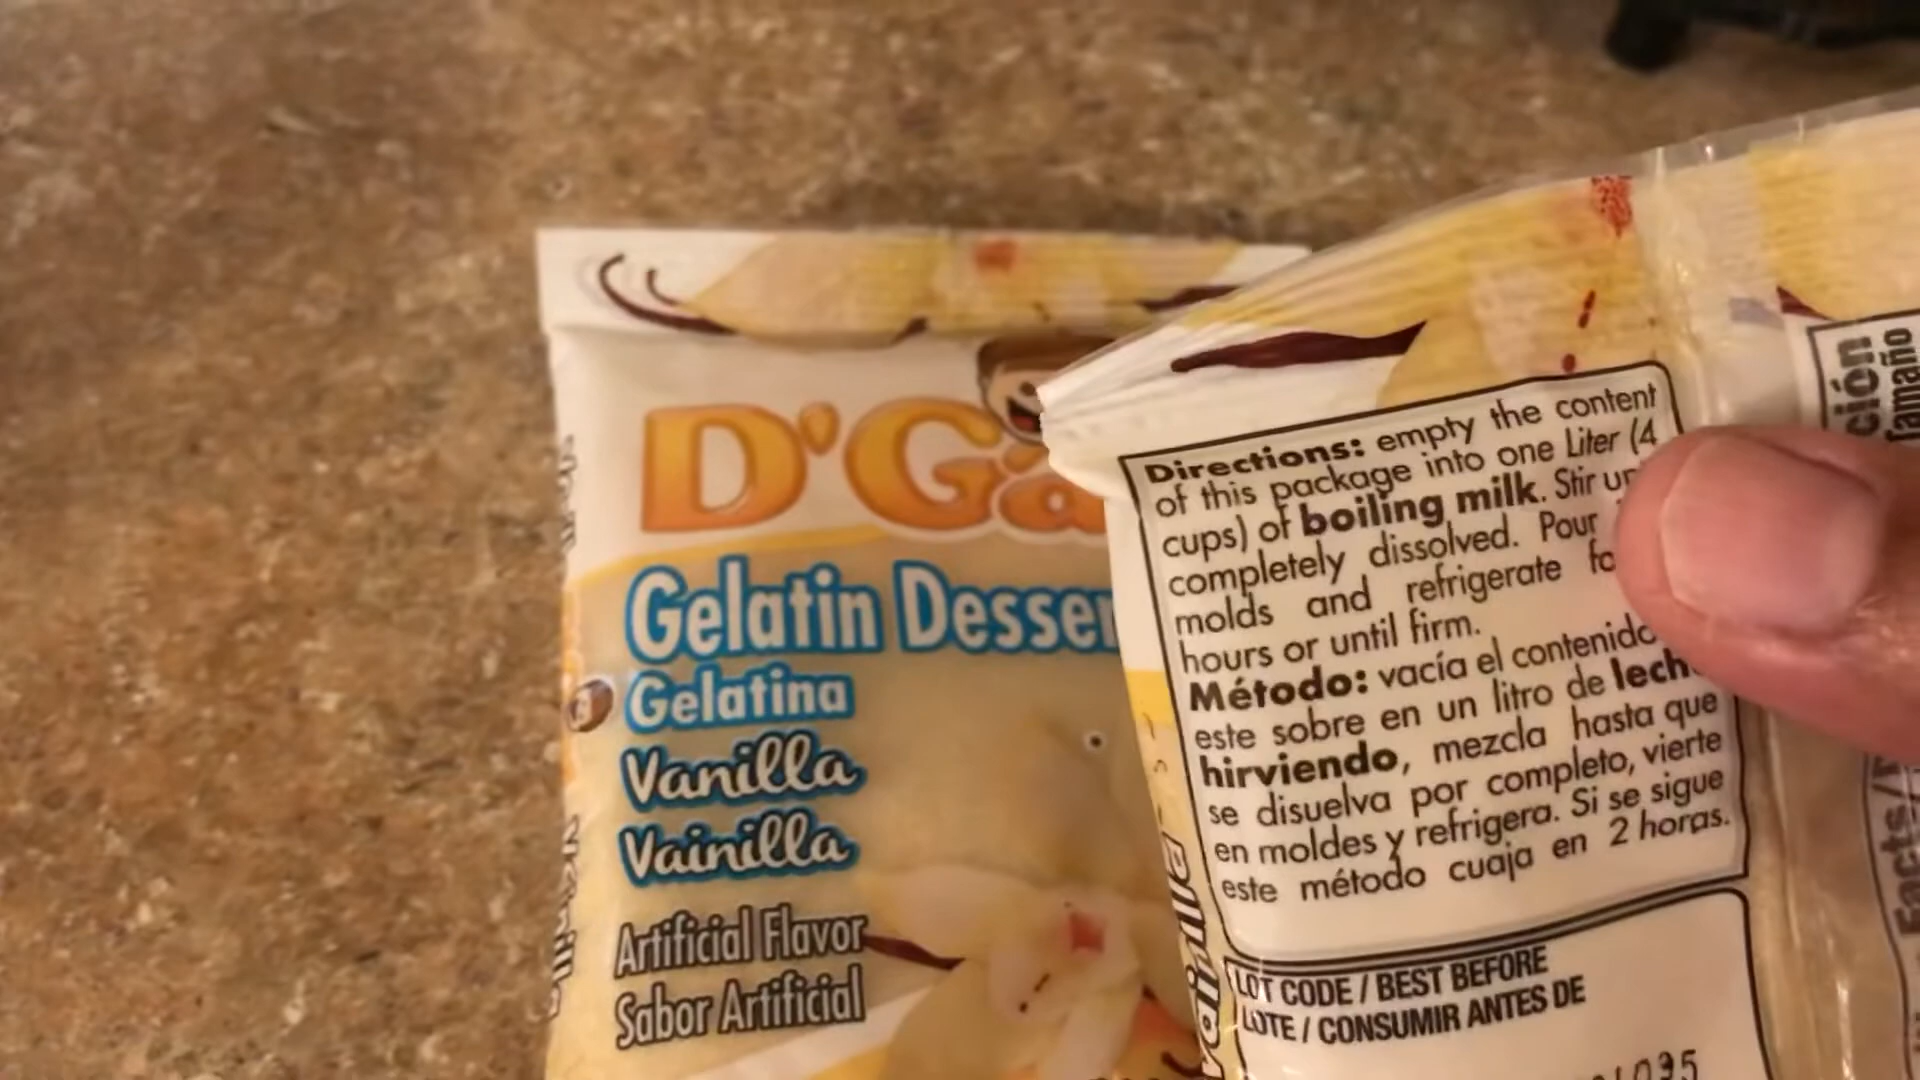 D'Ga
Gelatin Desser
Gelatina
Vanilla
Vainilla
Artificial Flavor
Sabor Artificial
Directions: empty the content
of this package into one Liter (4
cups) of boiling milk. Stir
completely dissolved. Pour
molds and refrigerate
hours or until firm.
Método: vacía el contenido
este sobre en un litro de lech
hirviendo, mezcla hasta que
se disuelva por completo, vierte
en moldes y refrigera. Si se sigue
este método cuaja en 2 horas.
LOT CODE / BEST BEFORE
LOTE / CONSUMIR ANTES DE
ción
Tamaño
Facts/